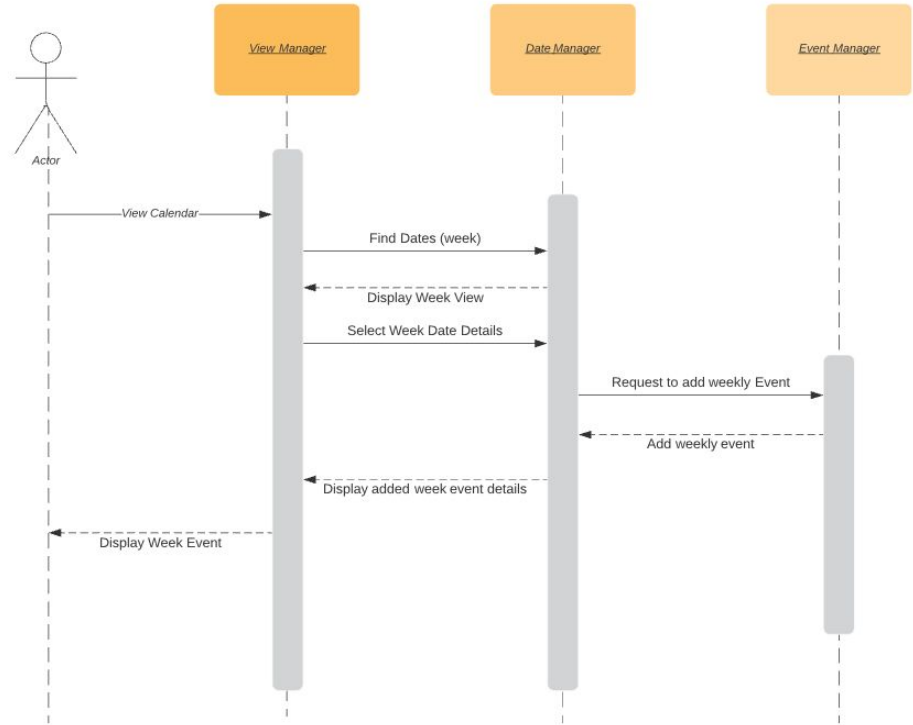 View Manager
Date Manager
Event Manager
Actor
View Calendar
Find Dates (week)
Display Week View
Select Week Date Details
Request to add weekly Event
Add weekly event
Display added week event details
Display Week Event